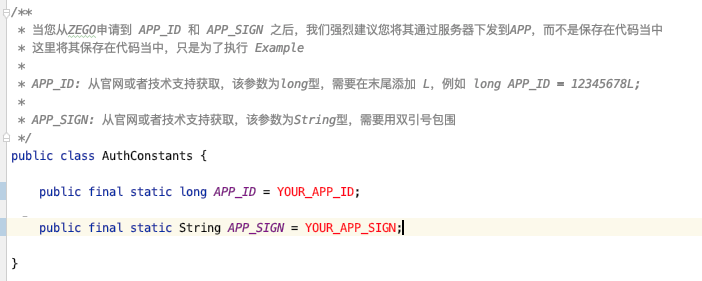 /**
 * 当您从ZEGO申请到 APP_ID 和 APP_SIGN 之后，我们强烈建议您将其通过服务器下发到APP，而不是保存在代码当中
 * 这里将其保存在代码当中，只是为了执行 Example
 *
 * APP_ID: 从官网或者技术支持获取，该参数为long型，需要在末尾添加 L，例如 long APP_ID = 12345678L;
 *
 * APP_SIGN: 从官网或者技术支持获取，该参数为String型，需要用双引号包围
 */
public class AuthConstants {
    public final static long APP_ID = YOUR_APP_ID;
    public final static String APP_SIGN = YOUR_APP_SIGN;
}